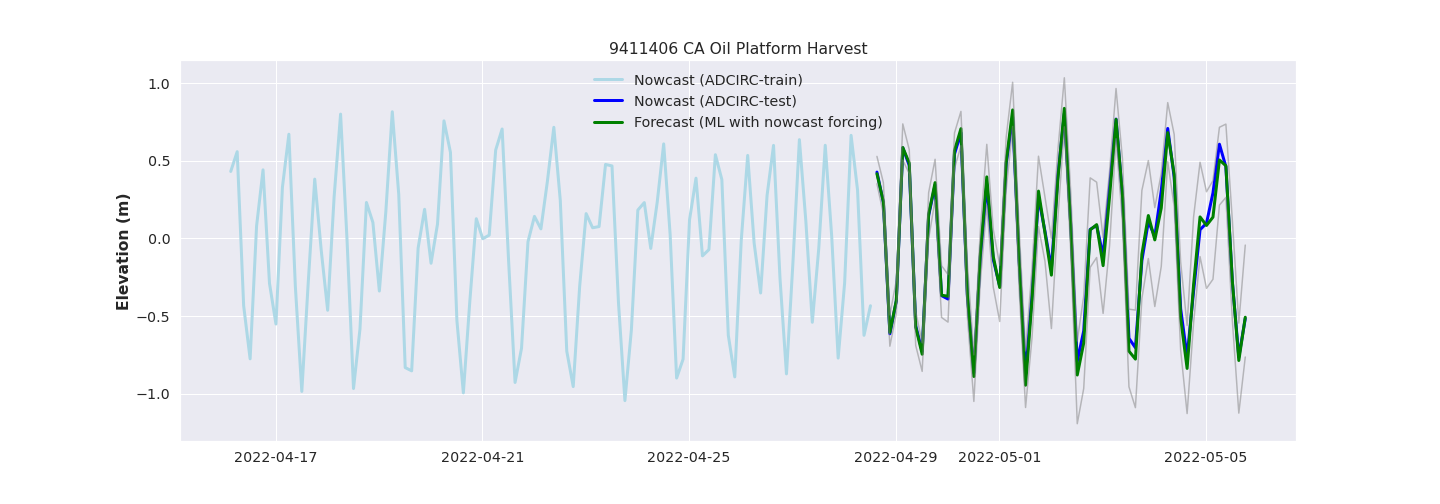 9411406 CA Oil Platform Harvest
Nowcast (ADCIRC-train)
Nowcast (ADCIRC-test)
Forecast (ML with nowcast forcing)
Elevation (m)
1.0
0.5
0.0
−0.5
−1.0
2022-04-17 2022-04-21 2022-04-25 2022-04-29 2022-05-01 2022-05-05